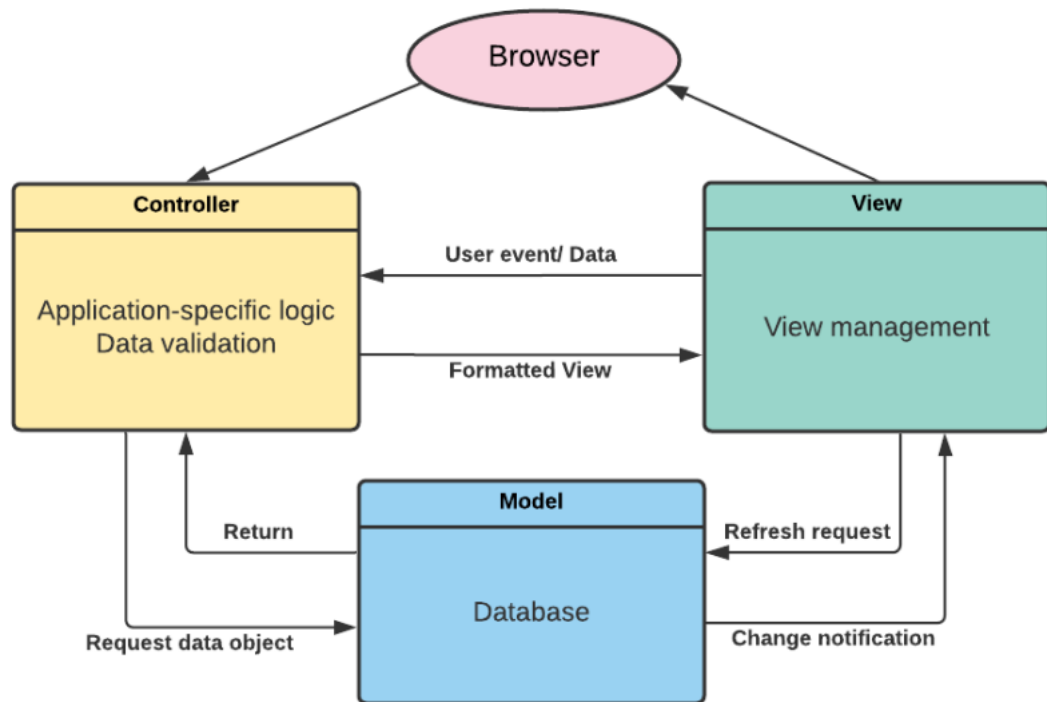 Browser
Controller
View
User event/ Data
Application-specific logic
Data validation
View management
Formatted View
Model
Return
Refresh request
Database
Request data object
Change notification